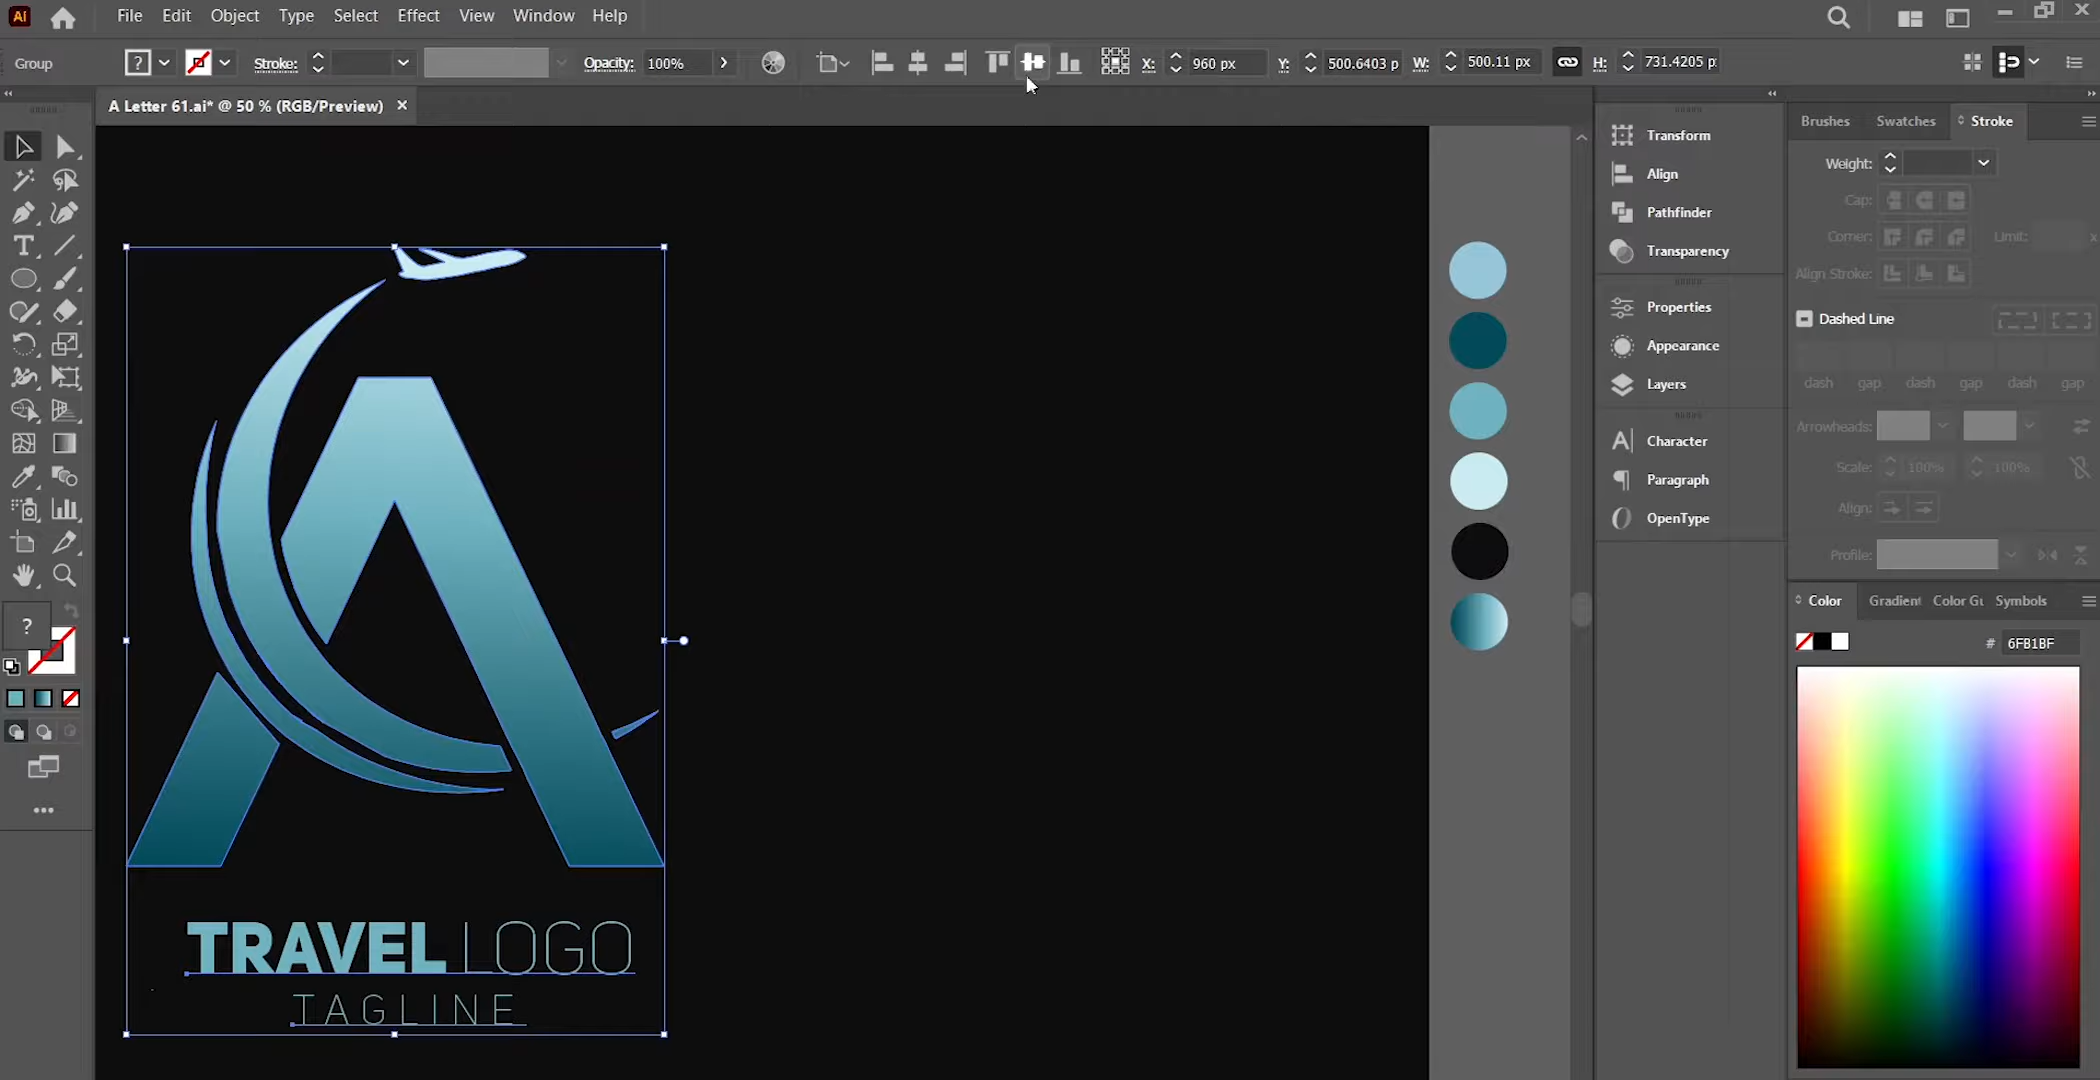 Ai File Edit Object Type Select Effect View Window Help
Group ? Stroke: Opacity: 100% X: 960 px Y: 500.6403 p W: 500.11 px H: 731.4205 p
A Letter 61.ai* @ 50 % (RGB/Preview) ×
Brushes Swatches Stroke
Transform
Align
Pathfinder
Transparency
Properties
Appearance
Layers
Character
Paragraph
OpenType
Weight:
Cap:
Corner: Limit: x
Align Stroke:
Dashed Line
dash gap dash gap dash gap
Arrowheads:
Scale: 100% 100%
Align:
Profile:
Color Gradient Color Gu Symbols
# 6FB1BF
?
A
TRAVEL LOGO
TAGLINE